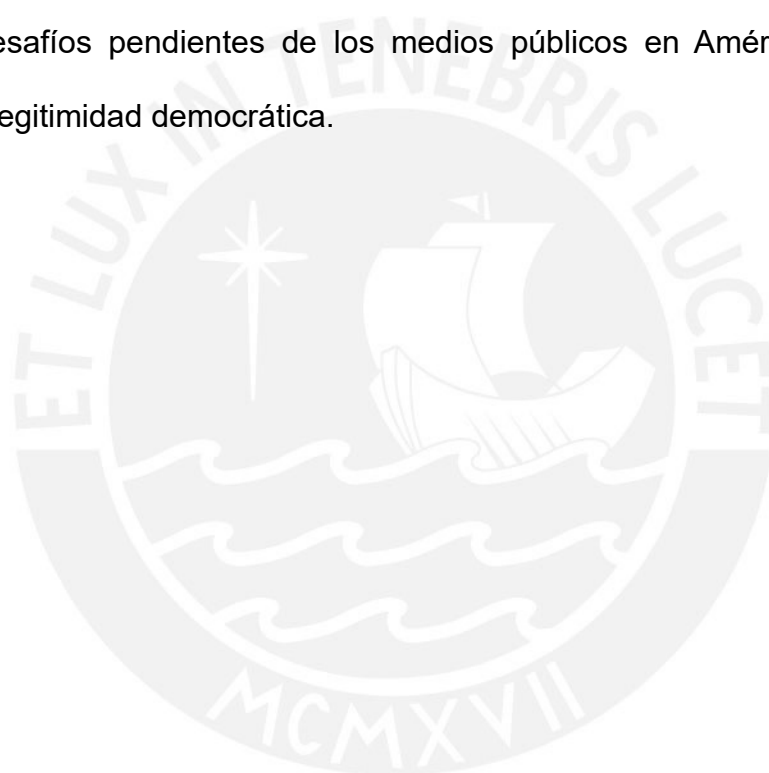 esafíos pendientes de los medios públicos en Amér
egitimidad democrática.
ET LUX IN TENEBRIS LUCET
MCMXVII